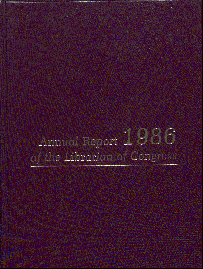 Annual Report 1986
of the Librarian of Congress